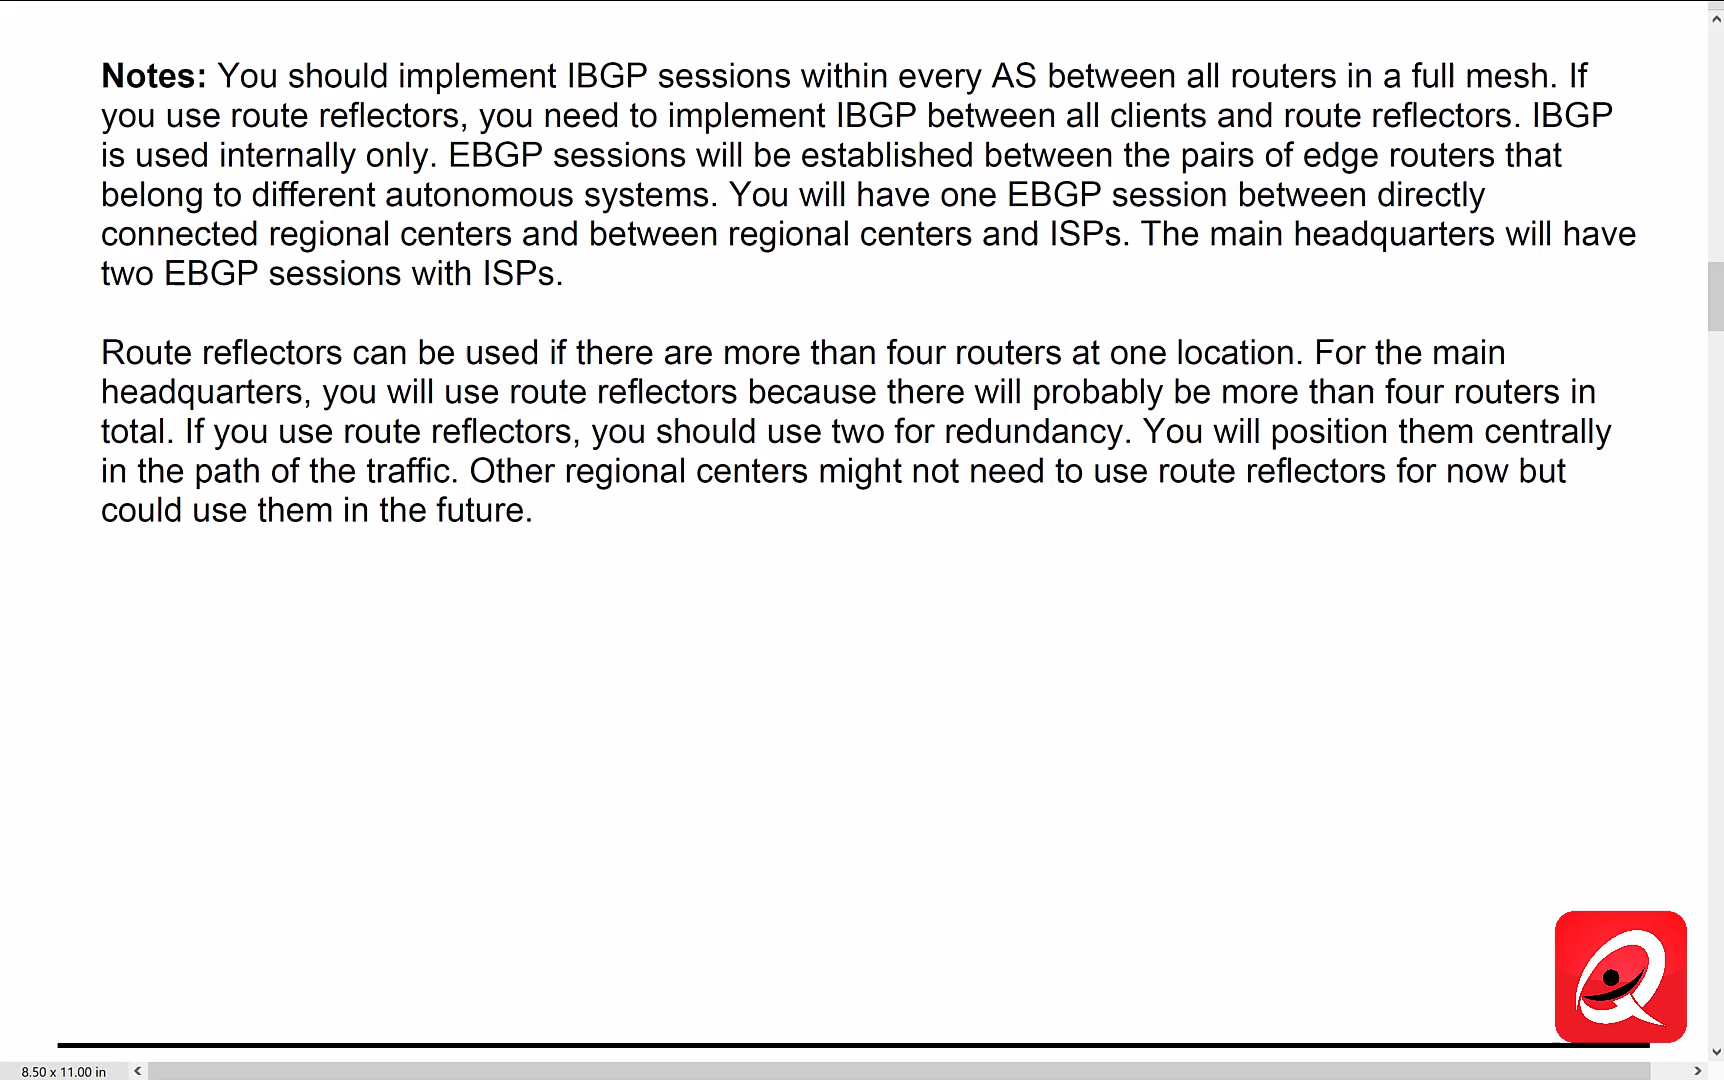 Notes: You should implement IBGP sessions within every AS between all routers in a full mesh. If
you use route reflectors, you need to implement IBGP between all clients and route reflectors. IBGP
is used internally only. EBGP sessions will be established between the pairs of edge routers that
belong to different autonomous systems. You will have one EBGP session between directly
connected regional centers and between regional centers and ISPs. The main headquarters will have
two EBGP sessions with ISPs.
Route reflectors can be used if there are more than four routers at one location. For the main
headquarters, you will use route reflectors because there will probably be more than four routers in
total. If you use route reflectors, you should use two for redundancy. You will position them centrally
in the path of the traffic. Other regional centers might not need to use route reflectors for now but
could use them in the future.
8.50 x 11.00 in